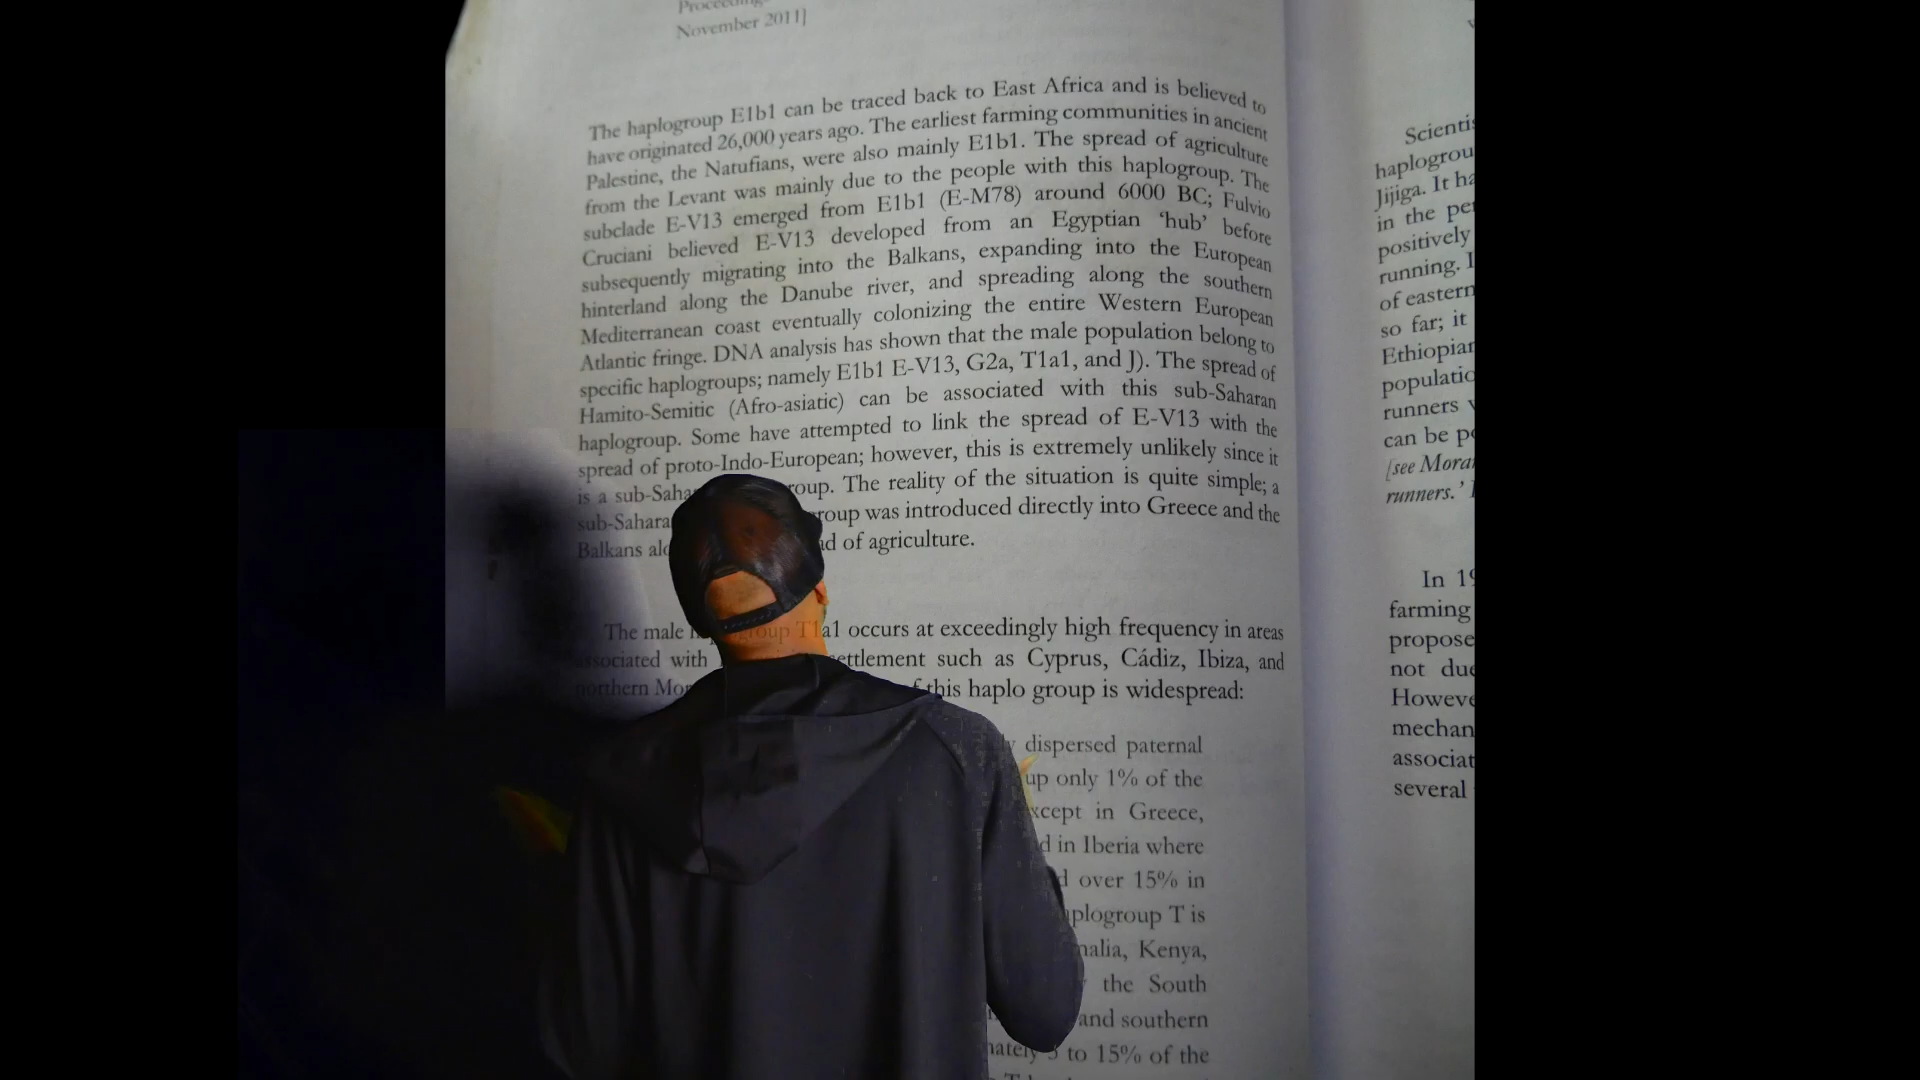 November 2011]
The haplogroup E1b1 can be traced back to East Africa and is believed to
have originated 26,000 years ago. The earliest farming communities in ancient
Palestine, the Natufians, were also mainly E1b1. The spread of agriculture
from the Levant was mainly due to the people with this haplogroup. The
subclade E-V13 emerged from E1b1 (E-M78) around 6000 BC; Fulvio
Cruciani believed E-V13 developed from an Egyptian ‘hub’ before
subsequently migrating into the Balkans, expanding into the European
hinterland along the Danube river, and spreading along the southern
Mediterranean coast eventually colonizing the entire Western European
Atlantic fringe. DNA analysis has shown that the male population belong to
specific haplogroups; namely E1b1 E-V13, G2a, T1a1, and J). The spread of
Hamito-Semitic (Afro-asiatic) can be associated with this sub-Saharan
haplogroup. Some have attempted to link the spread of E-V13 with the
spread of proto-Indo-European; however, this is extremely unlikely since it
is a sub-Saha roup. The reality of the situation is quite simple; a
sub-Sahara roup was introduced directly into Greece and the
Balkans alo d of agriculture.
The male group T1a1 occurs at exceedingly high frequency in areas
associated with settlement such as Cyprus, Cádiz, Ibiza, and
northern Mor this haplo group is widespread:
dispersed paternal
up only 1% of the
xcept in Greece,
d in Iberia where
d over 15% in
plogroup T is
malia, Kenya,
the South
and southern
nately 5 to 15% of the
Scientis
haplogrou
Jijiga. It ha
in the per
positively
running. I
of eastern
so far; it
Ethiopian
populatio
runners
can be po
[see Mora
runners.’
In 19
farming
propose
not due
Howeve
mechan
associat
several